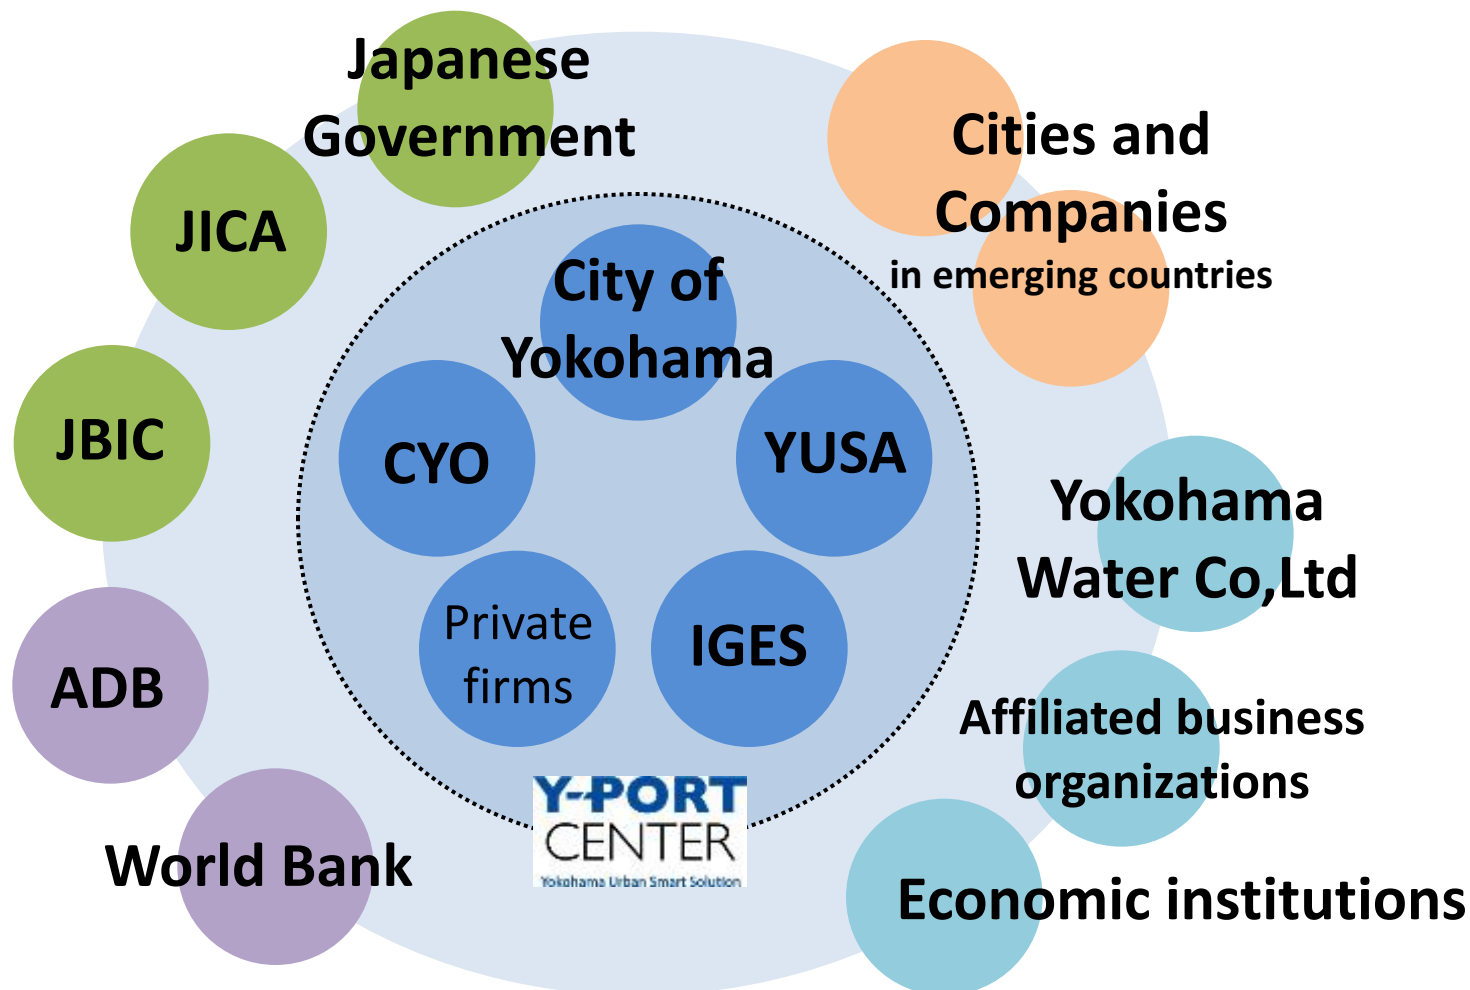 Japanese
Government
JICA
JBIC
ADB
World Bank
City of
Yokohama
CYO
YUSA
Private
firms
IGES
Y-PORT
CENTER
Yokohama Urban Smart Solution
Cities and
Companies
in emerging countries
Yokohama
Water Co,Ltd
Affiliated business
organizations
Economic institutions